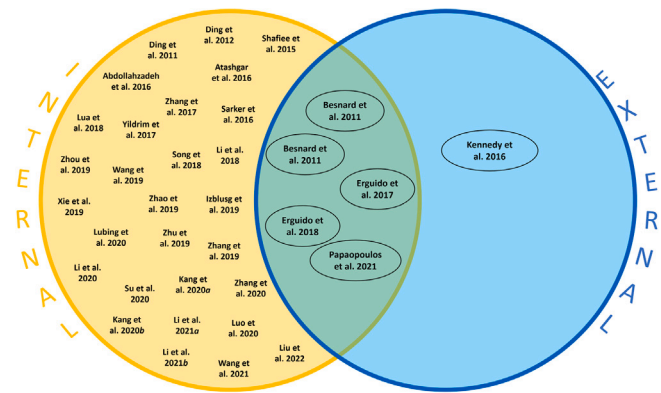 INTERNAL
Ding et
al. 2011
Ding et
al. 2012
Shafiee et
al. 2015
Abdollahzadeh
et al. 2016
Atashgar
et al. 2016
Lua et
al. 2018
Yildrim et
al. 2017
Zhang et
al. 2017
Sarker et
al. 2016
Zhou et
al. 2019
Wang et
al. 2019
Song et
al. 2018
Li et al.
2018
Xie et al.
2019
Zhao et
al. 2019
Izblusg et
al. 2019
Lubing et
al. 2020
Zhu et
al. 2019
Zhang et
al. 2019
Li et al.
2020
Su et al.
2020
Kang et
al. 2020a
Zhang et
al. 2020
Kang et
al. 2020b
Li et al.
2021a
Luo et
al. 2020
Li et al.
2021b
Wang et
al. 2021
Liu et
al. 2022
Besnard et
al. 2011
Besnard et
al. 2011
Erguido et
al. 2017
Erguido et
al. 2018
Papaopoulos
et al. 2021
Kennedy et
al. 2016
EXTERNAL